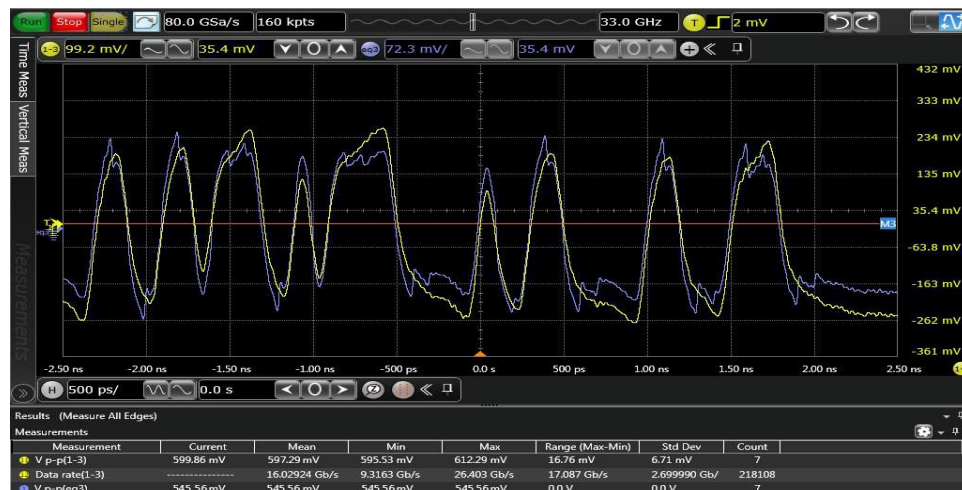 Run Stop Single 80.0 GSa/s 160 kpts 33.0 GHz T 2 mV
1-3 99.2 mV/ 35.4 mV eq3 72.3 mV/ 35.4 mV
Time Meas
Vertical Meas
Measurements
432 mV
333 mV
234 mV
135 mV
35.4 mV
M3
-63.8 mV
-163 mV
-262 mV
-361 mV
-2.50 ns -2.00 ns -1.50 ns -1.00 ns -500 ps 0.0 s 500 ps 1.00 ns 1.50 ns 2.00 ns 2.50 ns
H 500 ps/ 0.0 s
Results (Measure All Edges)
Measurements
Measurement Current Mean Min Max Range (Max-Min) Std Dev Count
V p-p(1-3) 599.86 mV 597.29 mV 595.53 mV 612.29 mV 16.76 mV 6.71 mV 7
Data rate(1-3) --------------- 16.02924 Gb/s 9.3163 Gb/s 26.403 Gb/s 17.087 Gb/s 2.699990 Gb/ 218108
V p-p(eq3) 545.56 mV 545.56 mV 545.56 mV 545.56 mV 0.0 V 0.0 V 7